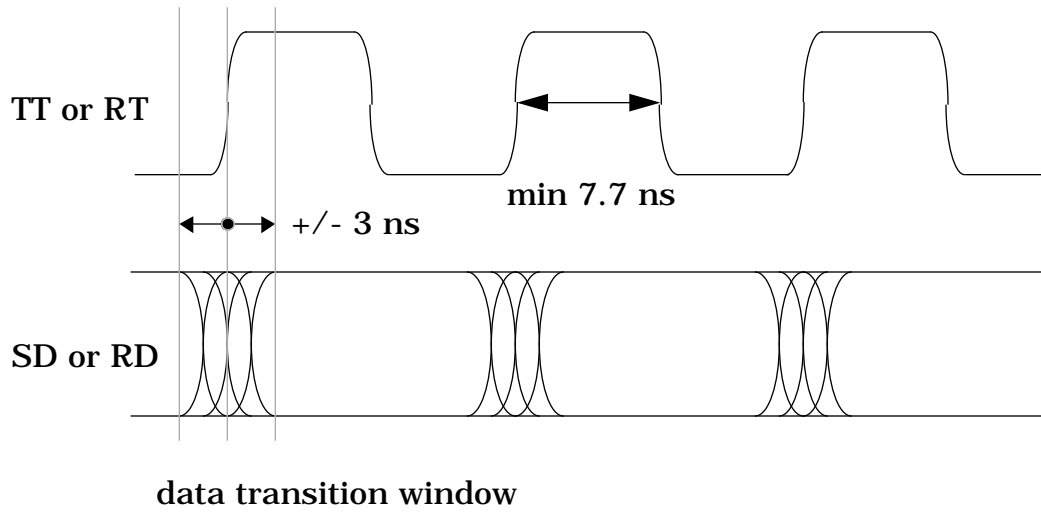 TT or RT
min 7.7 ns
+/- 3 ns
SD or RD
data transition window